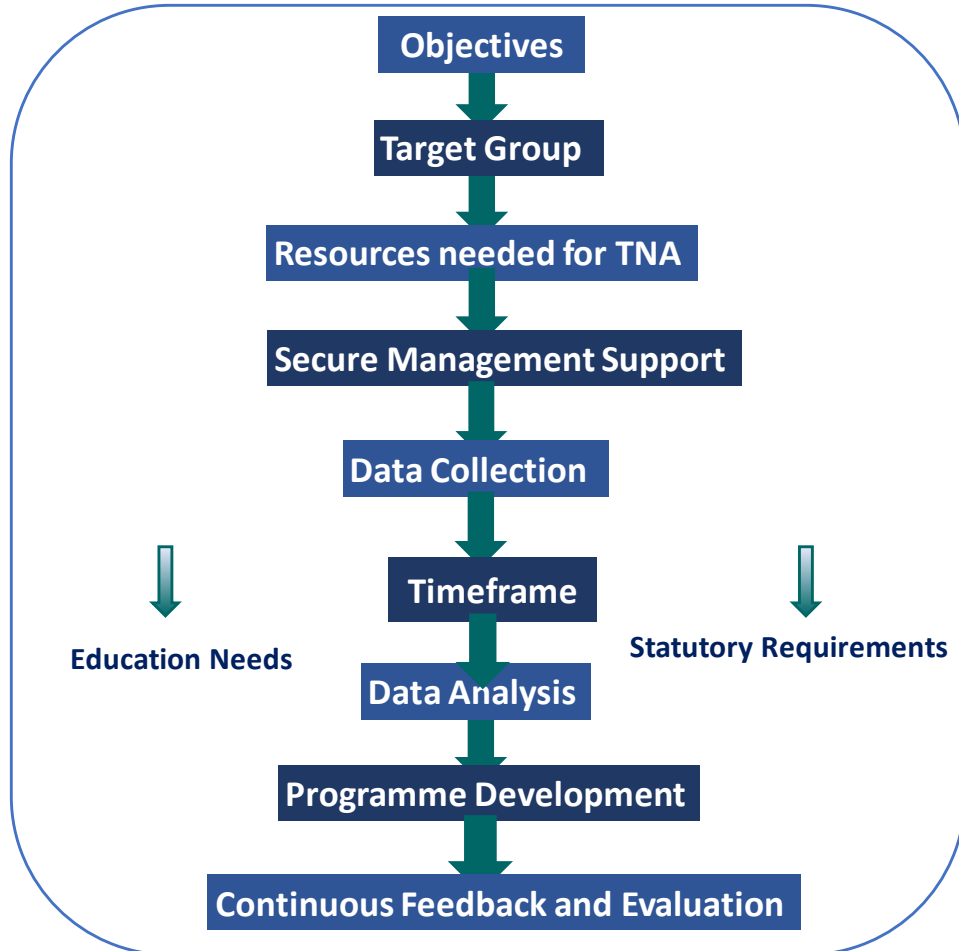 Objectives
Target Group
Resources needed for TNA
Secure Management Support
Data Collection
Timeframe
Education Needs
Statutory Requirements
Data Analysis
Programme Development
Continuous Feedback and Evaluation